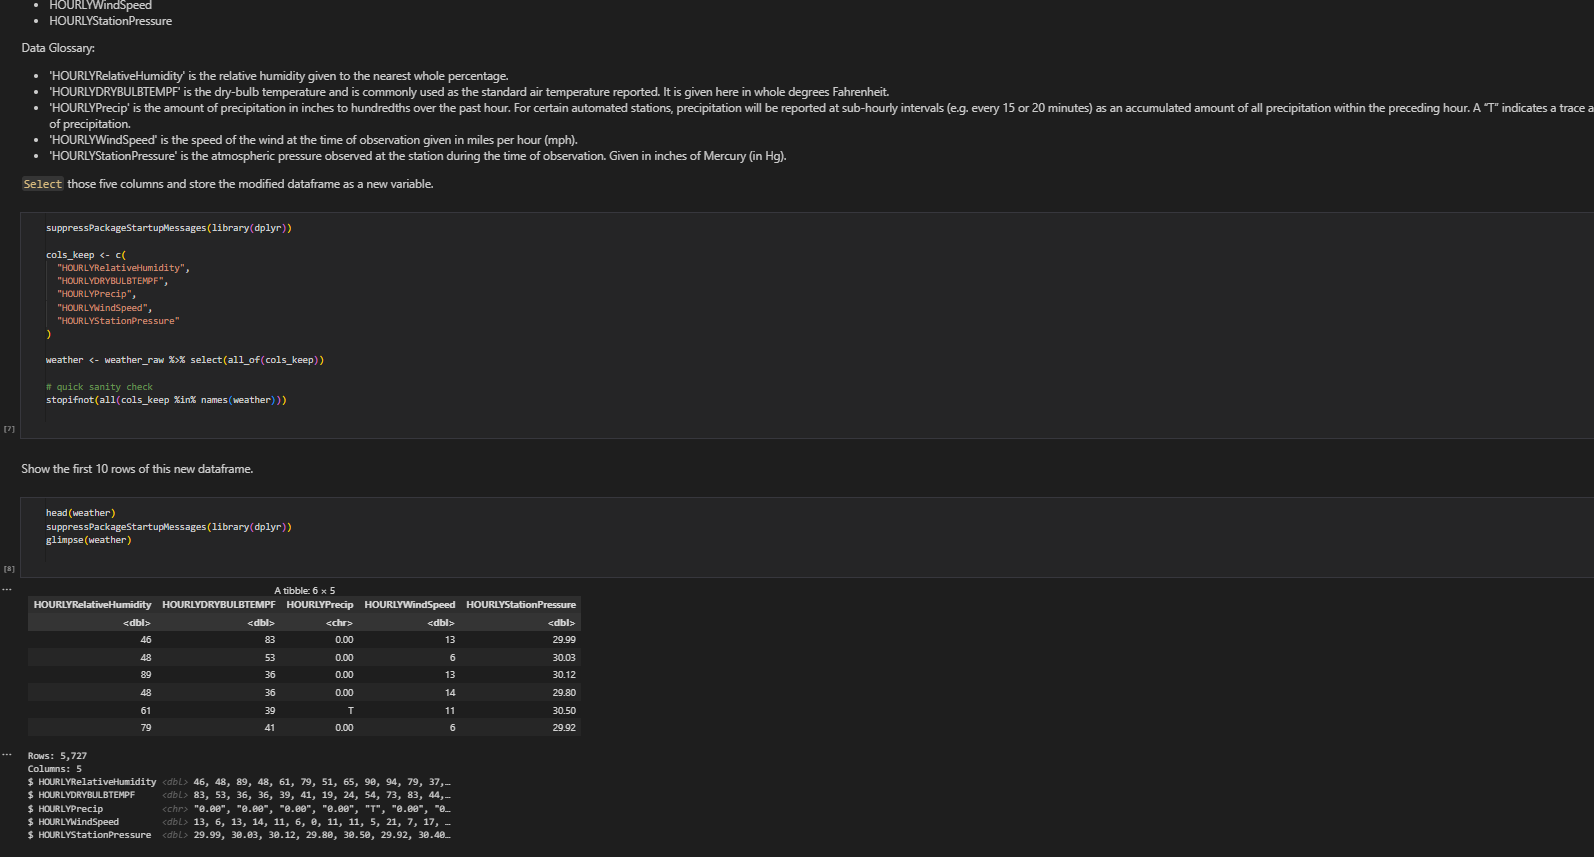 • HOURLYWindSpeed
• HOURLYStationPressure
Data Glossary:
• 'HOURLYRelativeHumidity' is the relative humidity given to the nearest whole percentage.
• 'HOURLYDRYBULBTEMPF' is the dry-bulb temperature and is commonly used as the standard air temperature reported. It is given here in whole degrees Fahrenheit.
• 'HOURLYPrecip' is the amount of precipitation in inches to hundredths over the past hour. For certain automated stations, precipitation will be reported at sub-hourly intervals (e.g. every 15 or 20 minutes) as an accumulated amount of all precipitation within the preceding hour. A “T” indicates a trace a
of precipitation.
• 'HOURLYWindSpeed' is the speed of the wind at the time of observation given in miles per hour (mph).
• 'HOURLYStationPressure' is the atmospheric pressure observed at the station during the time of observation. Given in inches of Mercury (in Hg).
Select those five columns and store the modified dataframe as a new variable.
suppressPackageStartupMessages(library(dplyr))
cols_keep <- c(
"HOURLYRelativeHumidity",
"HOURLYDRYBULBTEMPF",
"HOURLYPrecip",
"HOURLYWindSpeed",
"HOURLYStationPressure"
)
weather <- weather_raw %>% select(all_of(cols_keep))
# quick sanity check
stopifnot(all(cols_keep %in% names(weather)))
[7]
Show the first 10 rows of this new dataframe.
head(weather)
suppressPackageStartupMessages(library(dplyr))
glimpse(weather)
[8]
...
A tibble: 6 × 5
HOURLYRelativeHumidity HOURLYDRYBULBTEMPF HOURLYPrecip HOURLYWindSpeed HOURLYStationPressure
<dbl> <dbl> <chr> <dbl> <dbl>
46 83 0.00 13 29.99
48 53 0.00 6 30.03
89 36 0.00 13 30.12
48 36 0.00 14 29.80
61 39 T 11 30.50
79 41 0.00 6 29.92
...
Rows: 5,727
Columns: 5
$ HOURLYRelativeHumidity <dbl> 46, 48, 89, 48, 61, 79, 51, 65, 90, 94, 79, 37,…
$ HOURLYDRYBULBTEMPF <dbl> 83, 53, 36, 36, 39, 41, 19, 24, 54, 73, 83, 44,…
$ HOURLYPrecip <chr> "0.00", "0.00", "0.00", "0.00", "T", "0.00", "0…
$ HOURLYWindSpeed <dbl> 13, 6, 13, 14, 11, 6, 0, 11, 11, 5, 21, 7, 17, …
$ HOURLYStationPressure <dbl> 29.99, 30.03, 30.12, 29.80, 30.50, 29.92, 30.40…